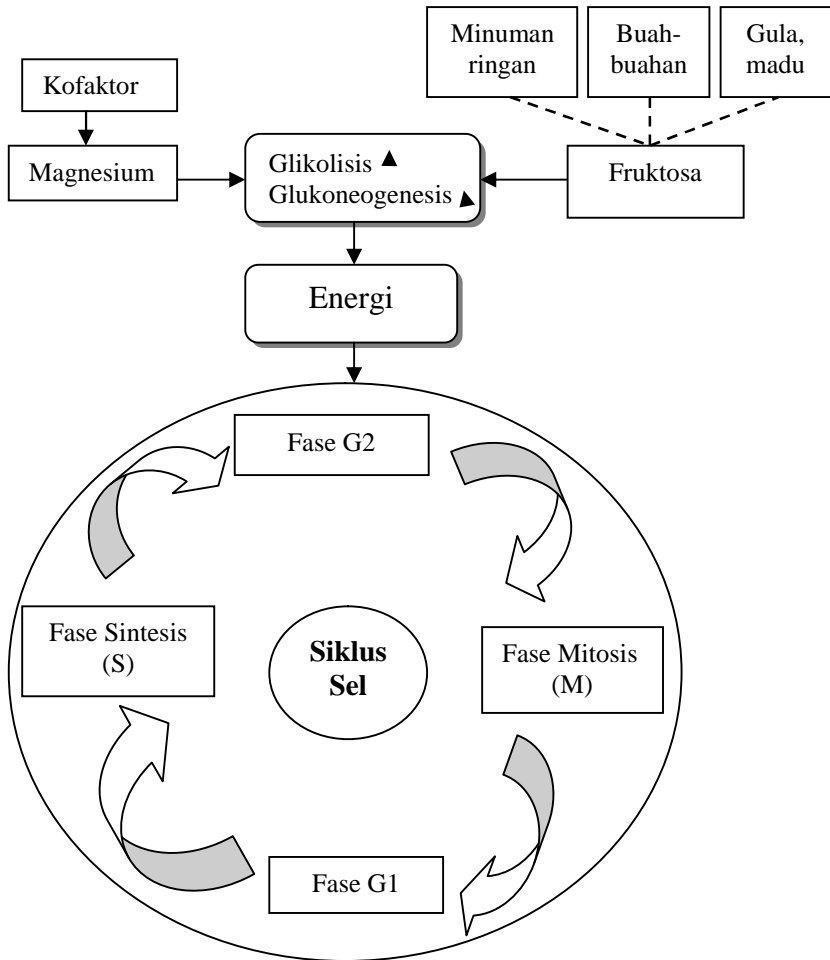 Minuman
ringan
Buah-
buahan
Gula,
madu
Kofaktor
Magnesium
Glikolisis ▲
Glukoneogenesis ▲
Fruktosa
Energi
Fase G2
Fase Sintesis
(S)
Siklus
Sel
Fase Mitosis
(M)
Fase G1